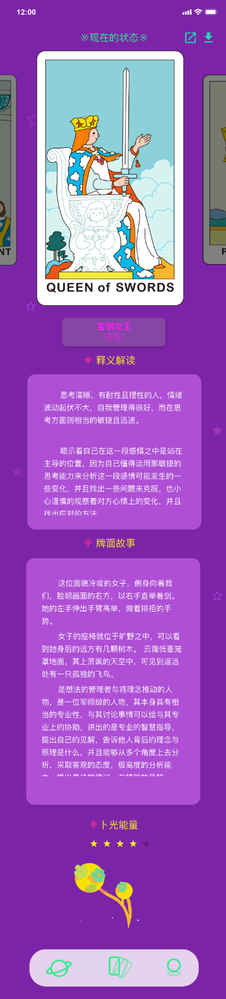 12:00
※现在的状态※
NT
P
QUEEN of SWORDS
宝剑女王
（正位）
释义解读
思考清晰，有耐性且理性的人，情绪
波动起伏不大，自我管理得很好，而在思
考方面则相当的敏捷且迅速。
暗示着自己在这一段感情之中是站在
主导的位置，因为自己懂得运用那敏捷的
思考能力来分析这一段感情可能发生的一
些变化，并且找出一些问题来克服，也小
心谨慎的观察着对方心情上的变化，并且
找出应对的方法
牌面故事
这位面貌冷峻的女子，侧身向着我
们，脸朝画面的右方，以右手直举着剑。
她的左手伸出手臂高举，做着排拒的手
势。
女子的座椅就位于旷野之中，可以看
到她身后的远方有几颗树木。 云霭低垂笼
罩地面，其上萧飒的天空中，可见到遥远
处有一只孤独的飞鸟。
是想法的管理者与将理念推动的人
物，是一位军师级的人物，其本身具有相
当的专业性，与其讨论事情可以给与其专
业上的协助，讲出的是专业的智慧指导，
提出自己的见解，告诉他人背后的理念与
原理是什么，并且能够从多个角度上去分
析，采取客观的态度，极高度的分析能
卜光能量